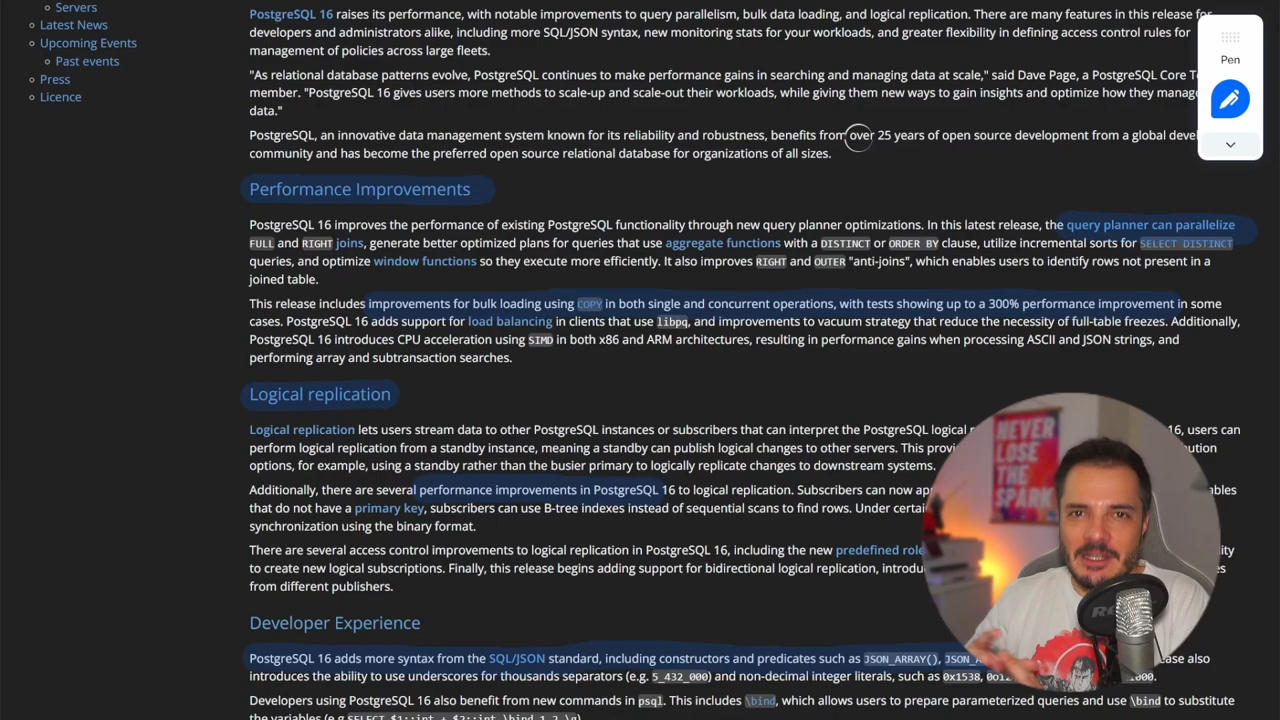 Servers
Latest News
Upcoming Events
Past events
Press
Licence
PostgreSQL 16 raises its performance, with notable improvements to query parallelism, bulk data loading, and logical replication. There are many features in this release for
developers and administrators alike, including more SQL/JSON syntax, new monitoring stats for your workloads, and greater flexibility in defining access control rules for
management of policies across large fleets.
"As relational database patterns evolve, PostgreSQL continues to make performance gains in searching and managing data at scale," said Dave Page, a PostgreSQL Core
member. "PostgreSQL 16 gives users more methods to scale-up and scale-out their workloads, while giving them new ways to gain insights and optimize how they manage
data."
PostgreSQL, an innovative data management system known for its reliability and robustness, benefits from over 25 years of open source development from a global
community and has become the preferred open source relational database for organizations of all sizes.
Performance Improvements
PostgreSQL 16 improves the performance of existing PostgreSQL functionality through new query planner optimizations. In this latest release, the query planner can parallelize
FULL and RIGHT joins, generate better optimized plans for queries that use aggregate functions with a DISTINCT or ORDER BY clause, utilize incremental sorts for SELECT DISTINCT
queries, and optimize window functions so they execute more efficiently. It also improves RIGHT and OUTER "anti-joins", which enables users to identify rows not present in a
joined table.
This release includes improvements for bulk loading using COPY in both single and concurrent operations, with tests showing up to a 300% performance improvement in some
cases. PostgreSQL 16 adds support for load balancing in clients that use libpq, and improvements to vacuum strategy that reduce the necessity of full-table freezes. Additionally,
PostgreSQL 16 introduces CPU acceleration using SIMD in both x86 and ARM architectures, resulting in performance gains when processing ASCII and JSON strings, and
performing array and subtransaction searches.
Logical replication
Logical replication lets users stream data to other PostgreSQL instances or subscribers that can interpret the PostgreSQL logical 16, users can
perform logical replication from a standby instance, meaning a standby can publish logical changes to other servers. This
options, for example, using a standby rather than the busier primary to logically replicate changes to downstream systems.
Additionally, there are several performance improvements in PostgreSQL 16 to logical replication. Subscribers can now
that do not have a primary key, subscribers can use B-tree indexes instead of sequential scans to find rows. Under
synchronization using the binary format.
There are several access control improvements to logical replication in PostgreSQL 16, including the new predefined
to create new logical subscriptions. Finally, this release begins adding support for bidirectional logical replication,
from different publishers.
Developer Experience
PostgreSQL 16 adds more syntax from the SQL/JSON standard, including constructors and predicates such as JSON_ARRAY(), also
introduces the ability to use underscores for thousands separators (e.g. 5_432_000) and non-decimal integer literals, such as 0x1538,
Developers using PostgreSQL 16 also benefit from new commands in psql. This includes \bind, which allows users to prepare parameterized queries and use \bind to substitute
the variables (e.g SELECT $1::int + $2::int \bind 1 2 \g)
Pen
NEVER
LOSE
THE
SPARK